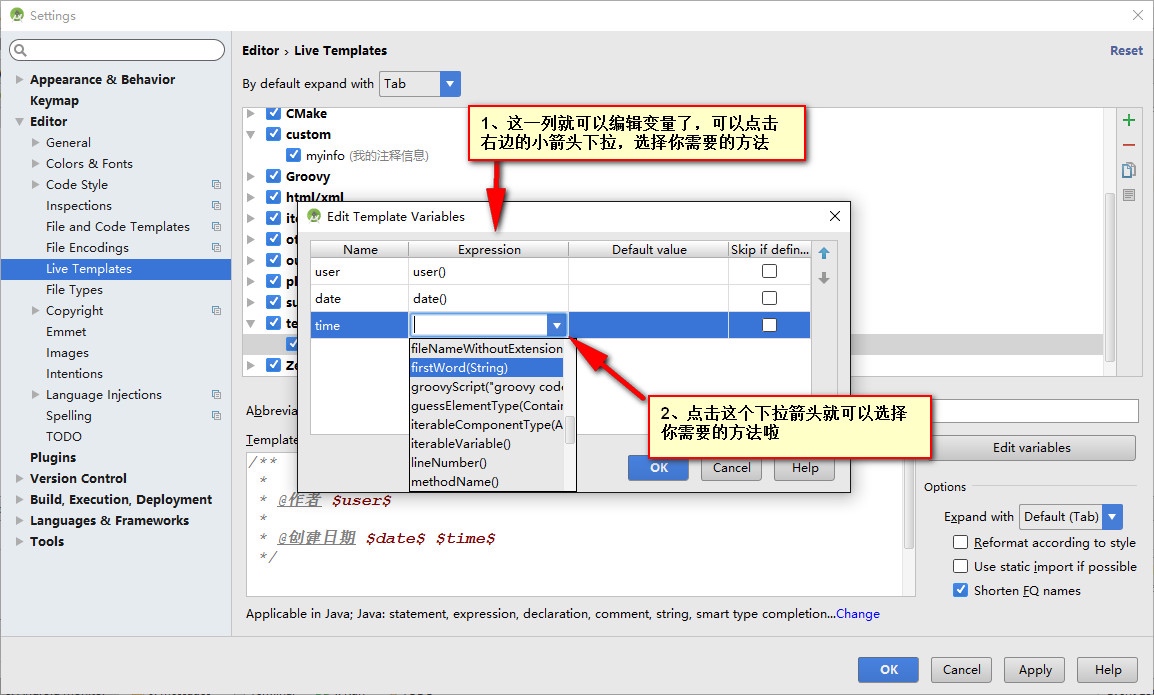 Settings
Editor › Live Templates
Reset
By default expand with Tab
Appearance & Behavior
Keymap
Editor
General
Colors & Fonts
Code Style
Inspections
File and Code Templates
File Encodings
Live Templates
File Types
Copyright
Emmet
Images
Intentions
Language Injections
Spelling
TODO
Plugins
Version Control
Build, Execution, Deployment
Languages & Frameworks
Tools
CMake
custom
myinfo (我的注释信息)
Groovy
html/xml
1、这一列就可以编辑变量了，可以点击
右边的小箭头下拉，选择你需要的方法
Edit Template Variables
Name Expression Default value Skip if defin...
user user()
date date()
time
fileNameWithoutExtension
firstWord(String)
groovyScript("groovy code
guessElementType(Contain
iterableComponentType(A
iterableVariable()
lineNumber()
methodName()
2、点击这个下拉箭头就可以选择
你需要的方法啦
OK Cancel Help
Abbrevia
Template
/**
*
* @作者 $user$
*
* @创建日期 $date$ $time$
*/
Edit variables
Options
Expand with Default (Tab)
Reformat according to style
Use static import if possible
Shorten FQ names
Applicable in Java; Java: statement, expression, declaration, comment, string, smart type completion...Change
OK Cancel Apply Help